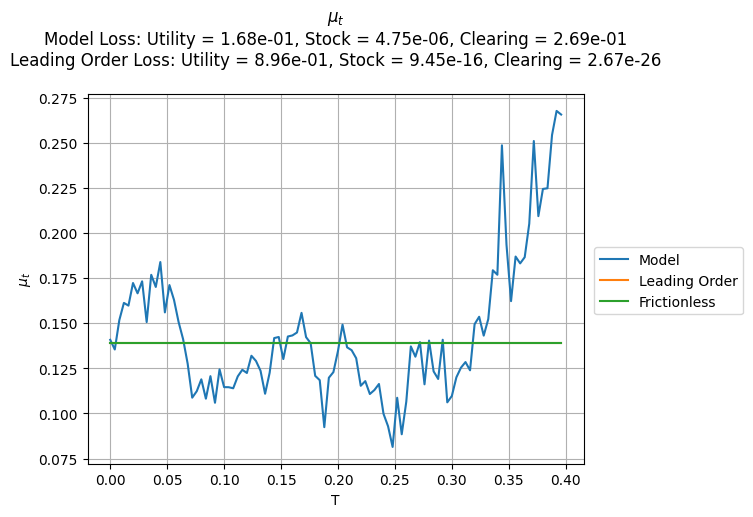 μt
Model Loss: Utility = 1.68e-01, Stock = 4.75e-06, Clearing = 2.69e-01
Leading Order Loss: Utility = 8.96e-01, Stock = 9.45e-16, Clearing = 2.67e-26
0.275
0.250
0.225
0.200
0.175
0.150
0.125
0.100
0.075
μt
0.00 0.05 0.10 0.15 0.20 0.25 0.30 0.35 0.40
T
Model
Leading Order
Frictionless